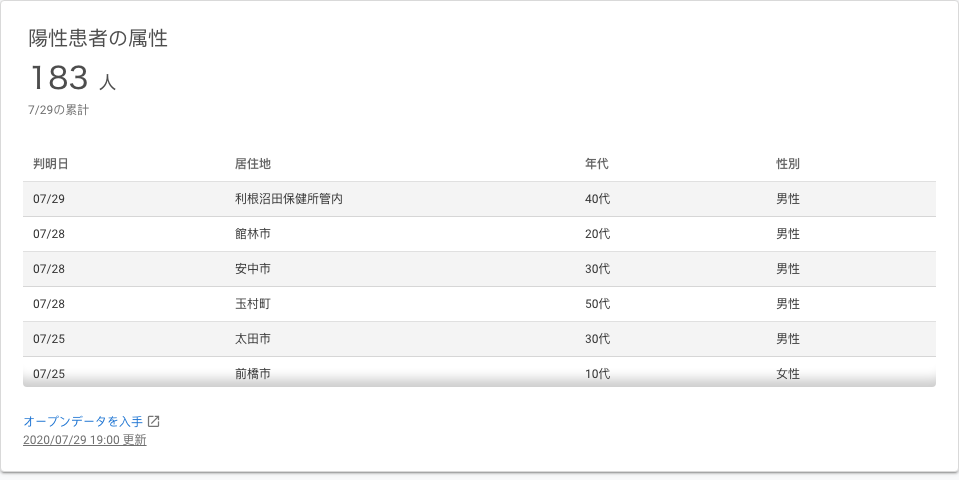 陽性患者の属性
183 人
7/29の累計
判明日 居住地 年代 性別
07/29 利根沼田保健所管内 40代 男性
07/28 館林市 20代 男性
07/28 安中市 30代 男性
07/28 玉村町 50代 男性
07/25 太田市 30代 男性
07/25 前橋市 10代 女性
オープンデータを入手
2020/07/29 19:00 更新